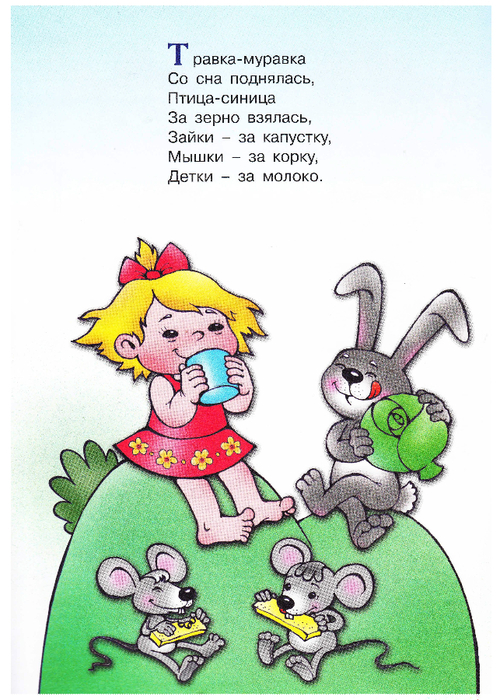 Травка-муравка
Со сна поднялась,
Птица-синица
За зерно взялась,
Зайки – за капустку,
Мышки – за корку,
Детки – за молоко.